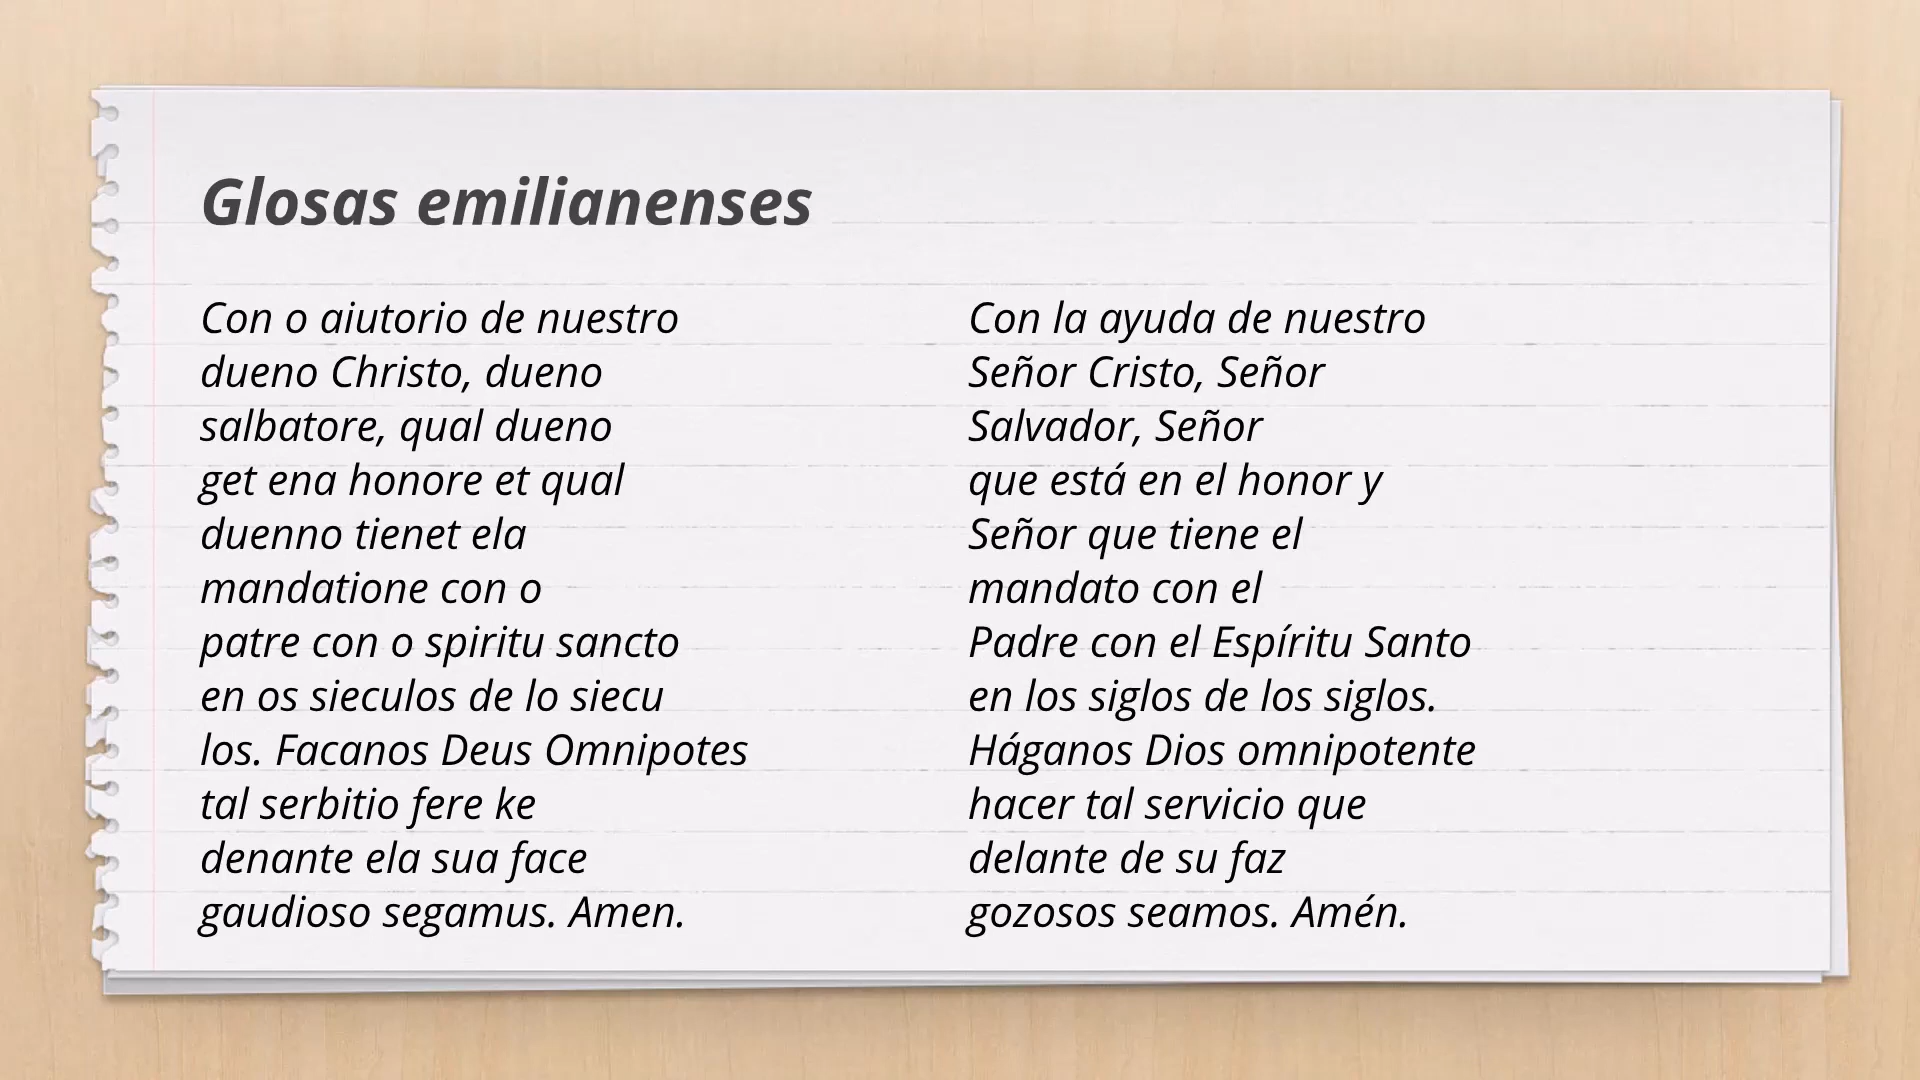 Glosas emilianenses
Con o aiutorio de nuestro
dueno Christo, dueno
salbatore, qual dueno
get ena honore et qual
duenno tienet ela
mandatione con o
patre con o spiritu sancto
en os sieculos de lo siecu
los. Facanos Deus Omnipotes
tal serbitio fere ke
denante ela sua face
gaudioso segamus. Amen.
Con la ayuda de nuestro
Señor Cristo, Señor
Salvador, Señor
que está en el honor y
Señor que tiene el
mandato con el
Padre con el Espíritu Santo
en los siglos de los siglos.
Háganos Dios omnipotente
hacer tal servicio que
delante de su faz
gozosos seamos. Amén.